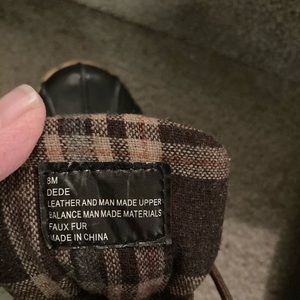 8M
DEDE
LEATHER AND MAN MADE UPPER
BALANCE MAN MADE MATERIALS
FAUX FUR
MADE IN CHINA